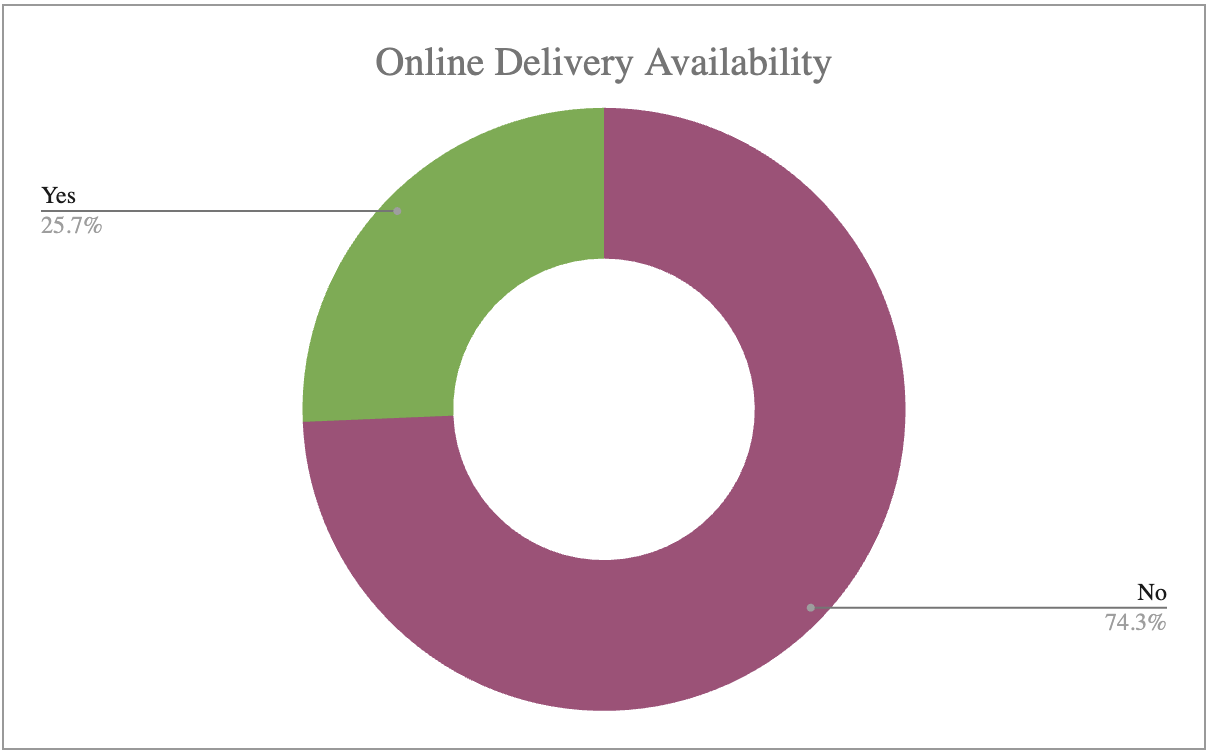 Online Delivery Availability
Yes
25.7%
No
74.3%